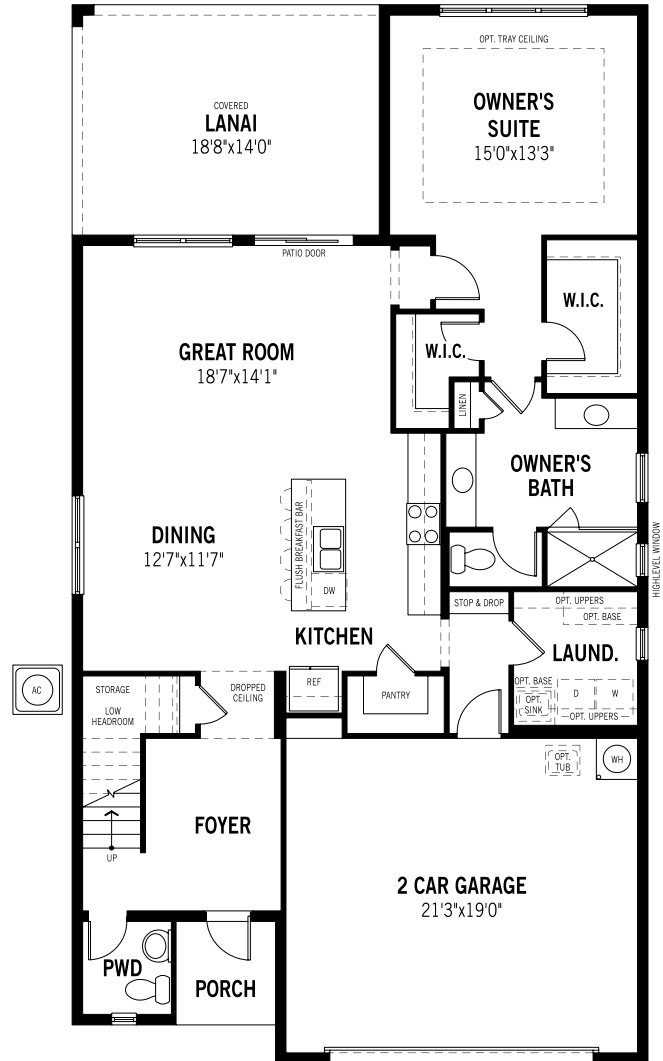 OPT. TRAY CEILING
OWNER'S
SUITE
15'0"x13'3"
COVERED
LANAI
18'8"x14'0"
PATIO DOOR
W.I.C.
W.I.C.
GREAT ROOM
18'7"x14'1"
LINEN
OWNER'S
BATH
FLUSH BREAKFAST BAR
DINING
12'7"x11'7"
DW
HIGHLEVEL WINDOW
KITCHEN
STOP & DROP
OPT. UPPERS
OPT. BASE
LAUND.
OPT. BASE
OPT.
SINK
D
W
OPT. UPPERS
AC
STORAGE
LOW
HEADROOM
DROPPED
CEILING
REF
PANTRY
OPT.
TUB
WH
FOYER
UP
2 CAR GARAGE
21'3"x19'0"
PWD
PORCH